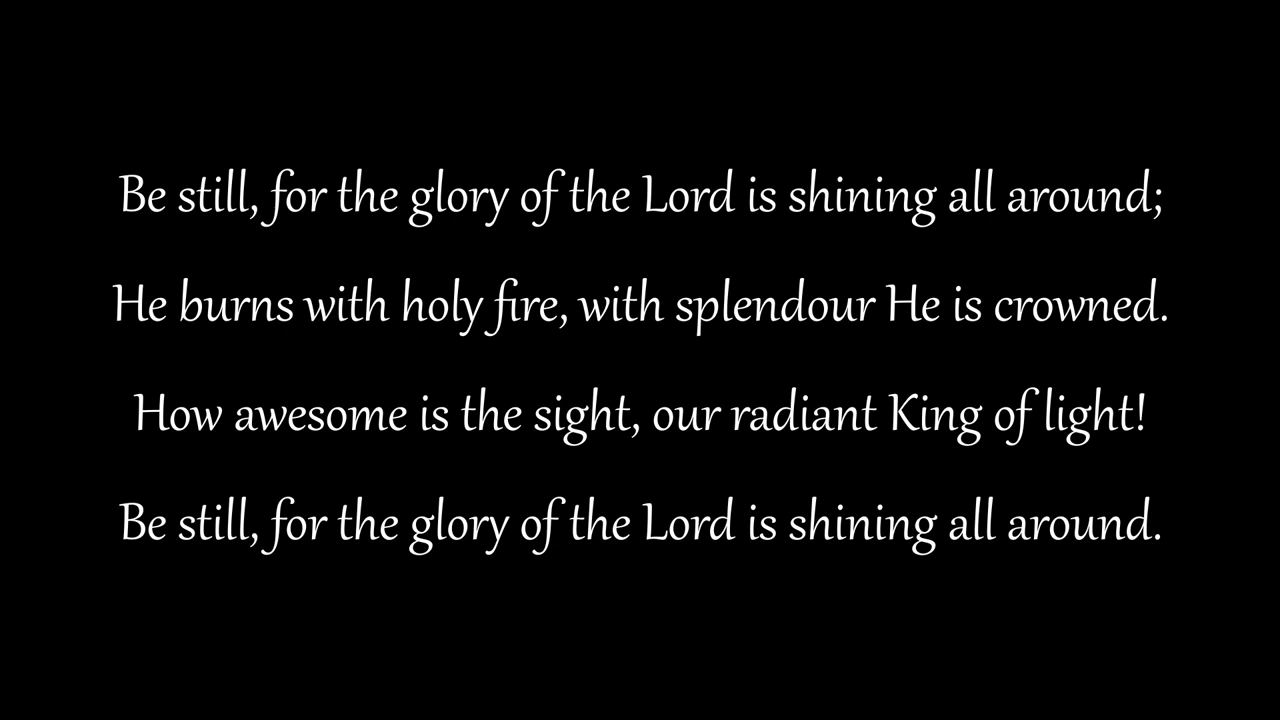 Be still, for the glory of the Lord is shining all around;
He burns with holy fire, with splendour He is crowned.
How awesome is the sight, our radiant King of light!
Be still, for the glory of the Lord is shining all around.